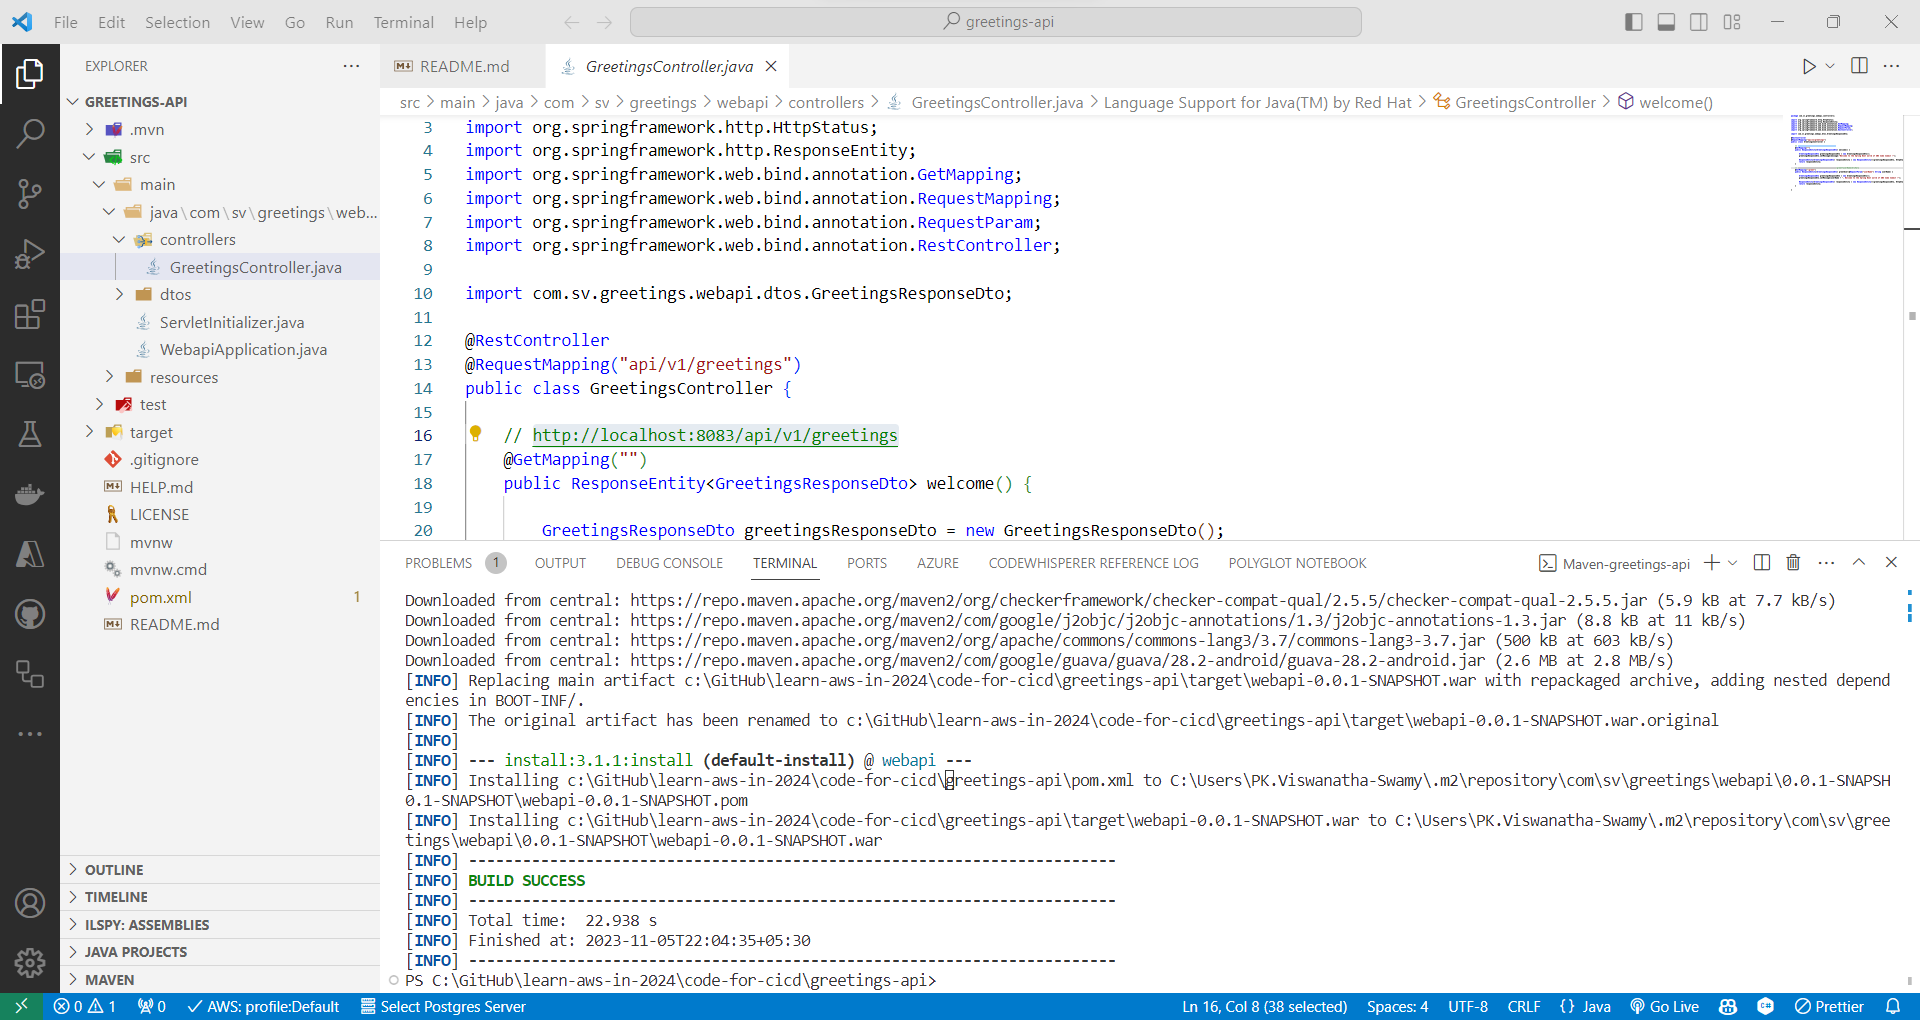 File Edit Selection View Go Run Terminal Help
greetings-api
EXPLORER
GREETINGS-API
.mvn
src
main
java\com\sv\greetings\web...
controllers
GreetingsController.java
dtos
ServletInitializer.java
WebapiApplication.java
resources
test
target
.gitignore
HELP.md
LICENSE
mvnw
mvnw.cmd
pom.xml 1
README.md
OUTLINE
TIMELINE
ILSPY: ASSEMBLIES
JAVA PROJECTS
MAVEN
README.md GreetingsController.java
src > main > java > com > sv > greetings > webapi > controllers > GreetingsController.java > Language Support for Java(TM) by Red Hat > GreetingsController > welcome()
3 import org.springframework.http.HttpStatus;
4 import org.springframework.http.ResponseEntity;
5 import org.springframework.web.bind.annotation.GetMapping;
6 import org.springframework.web.bind.annotation.RequestMapping;
7 import org.springframework.web.bind.annotation.RequestParam;
8 import org.springframework.web.bind.annotation.RestController;
9
10 import com.sv.greetings.webapi.dtos.GreetingsResponseDto;
11
12 @RestController
13 @RequestMapping("api/v1/greetings")
14 public class GreetingsController {
15
16 // http://localhost:8083/api/v1/greetings
17 @GetMapping("")
18 public ResponseEntity<GreetingsResponseDto> welcome() {
19
20 GreetingsResponseDto greetingsResponseDto = new GreetingsResponseDto();
PROBLEMS 1 OUTPUT DEBUG CONSOLE TERMINAL PORTS AZURE CODEWHISPERER REFERENCE LOG POLYGLOT NOTEBOOK Maven-greetings-api
Downloaded from central: https://repo.maven.apache.org/maven2/org/checkerframework/checker-compat-qual/2.5.5/checker-compat-qual-2.5.5.jar (5.9 kB at 7.7 kB/s)
Downloaded from central: https://repo.maven.apache.org/maven2/com/google/j2objc/j2objc-annotations/1.3/j2objc-annotations-1.3.jar (8.8 kB at 11 kB/s)
Downloaded from central: https://repo.maven.apache.org/maven2/org/apache/commons/commons-lang3/3.7/commons-lang3-3.7.jar (500 kB at 603 kB/s)
Downloaded from central: https://repo.maven.apache.org/maven2/com/google/guava/guava/28.2-android/guava-28.2-android.jar (2.6 MB at 2.8 MB/s)
[INFO] Replacing main artifact c:\GitHub\learn-aws-in-2024\code-for-cicd\greetings-api\target\webapi-0.0.1-SNAPSHOT.war with repackaged archive, adding nested depend
encies in BOOT-INF/.
[INFO] The original artifact has been renamed to c:\GitHub\learn-aws-in-2024\code-for-cicd\greetings-api\target\webapi-0.0.1-SNAPSHOT.war.original
[INFO]
[INFO] --- install:3.1.1:install (default-install) @ webapi ---
[INFO] Installing c:\GitHub\learn-aws-in-2024\code-for-cicd\greetings-api\pom.xml to C:\Users\PK.Viswanatha-Swamy\.m2\repository\com\sv\greetings\webapi\0.0.1-SNAPSH
0.1-SNAPSHOT\webapi-0.0.1-SNAPSHOT.pom
[INFO] Installing c:\GitHub\learn-aws-in-2024\code-for-cicd\greetings-api\target\webapi-0.0.1-SNAPSHOT.war to C:\Users\PK.Viswanatha-Swamy\.m2\repository\com\sv\gree
tings\webapi\0.0.1-SNAPSHOT\webapi-0.0.1-SNAPSHOT.war
[INFO] ------------------------------------------------------------------------
[INFO] BUILD SUCCESS
[INFO] ------------------------------------------------------------------------
[INFO] Total time:  22.938 s
[INFO] Finished at: 2023-11-05T22:04:35+05:30
[INFO] ------------------------------------------------------------------------
PS C:\GitHub\learn-aws-in-2024\code-for-cicd\greetings-api>
0 1 0 AWS: profile:Default Select Postgres Server Ln 16, Col 8 (38 selected) Spaces: 4 UTF-8 CRLF {} Java Go Live Prettier